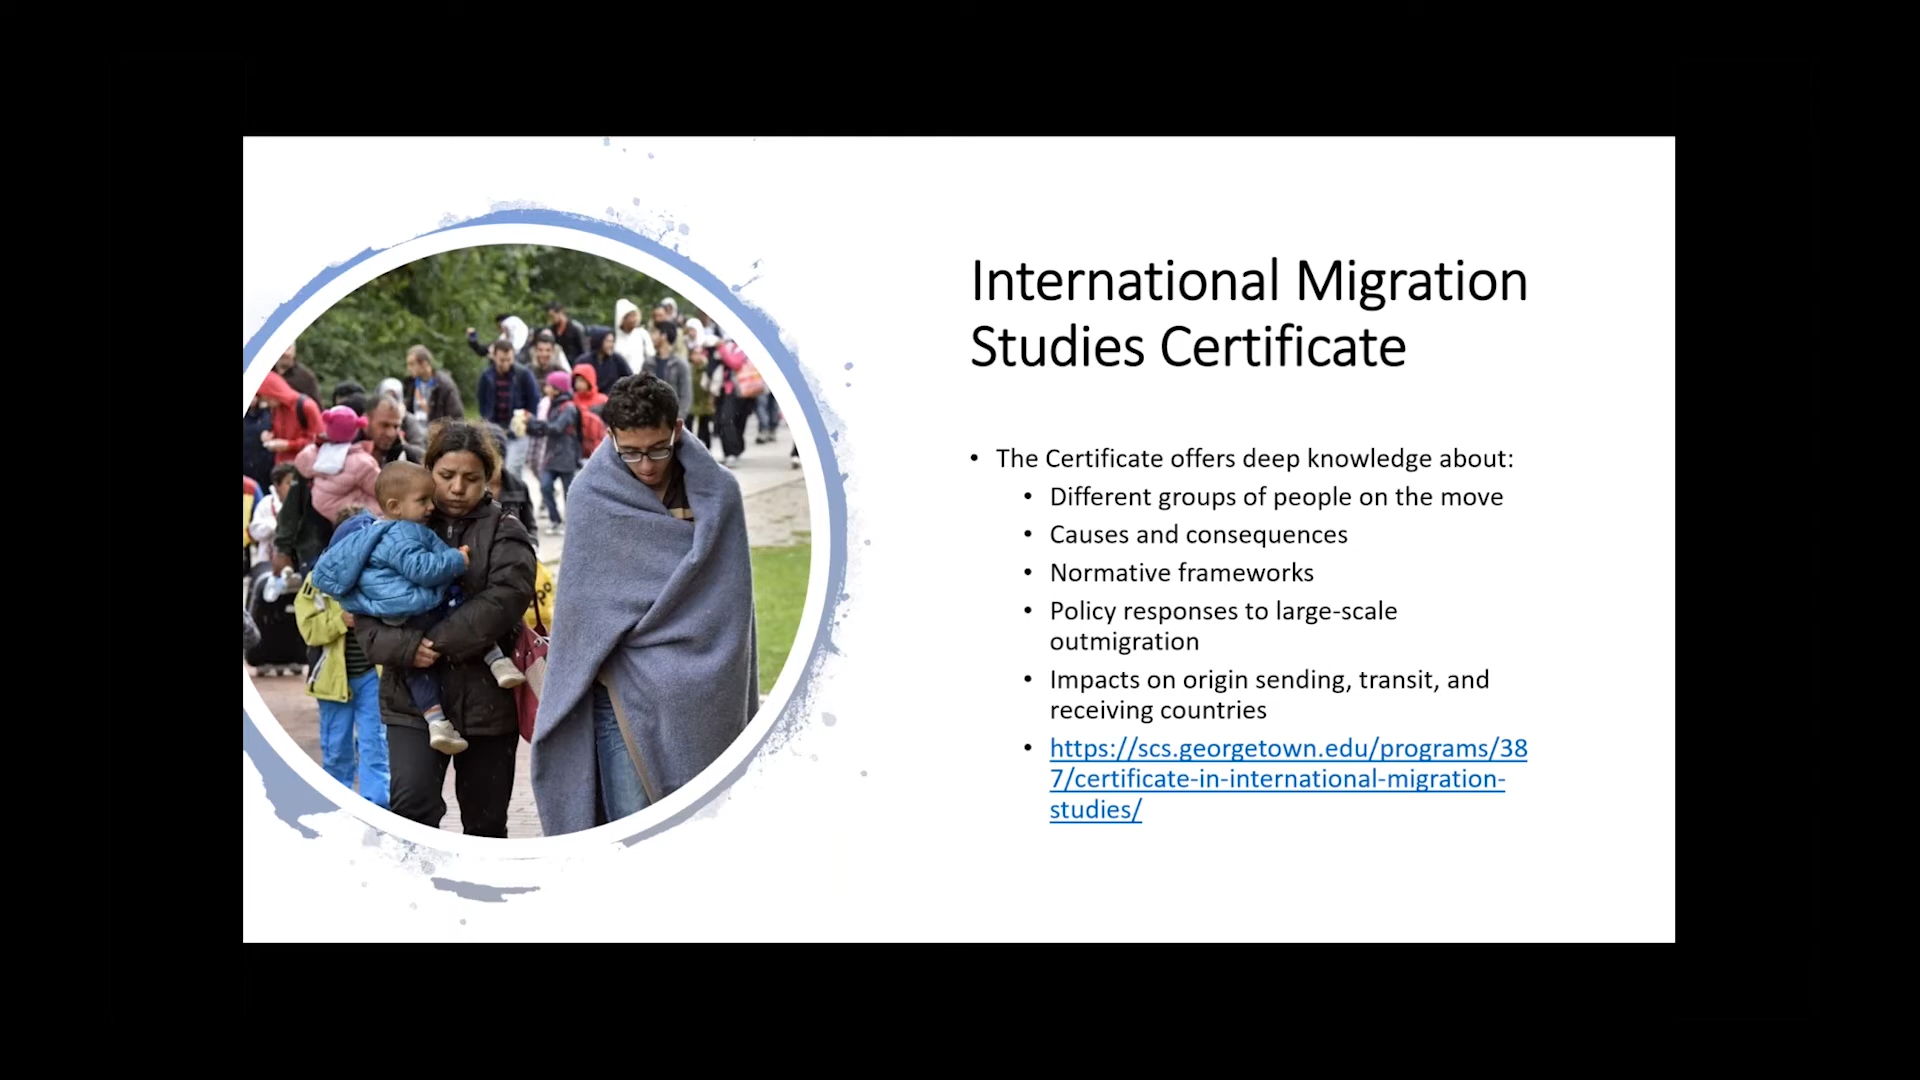 International Migration
Studies Certificate
• The Certificate offers deep knowledge about:
• Different groups of people on the move
• Causes and consequences
• Normative frameworks
• Policy responses to large-scale
outmigration
• Impacts on origin sending, transit, and
receiving countries
• https://scs.georgetown.edu/programs/38
7/certificate-in-international-migration-
studies/